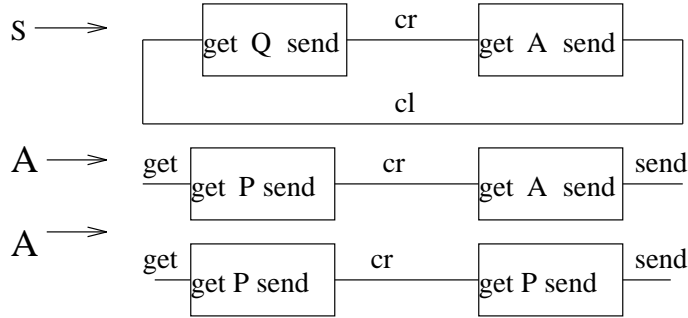 cr
S get Q send get A send
cl
A get cr send
get P send get A send
A get cr send
get P send get P send